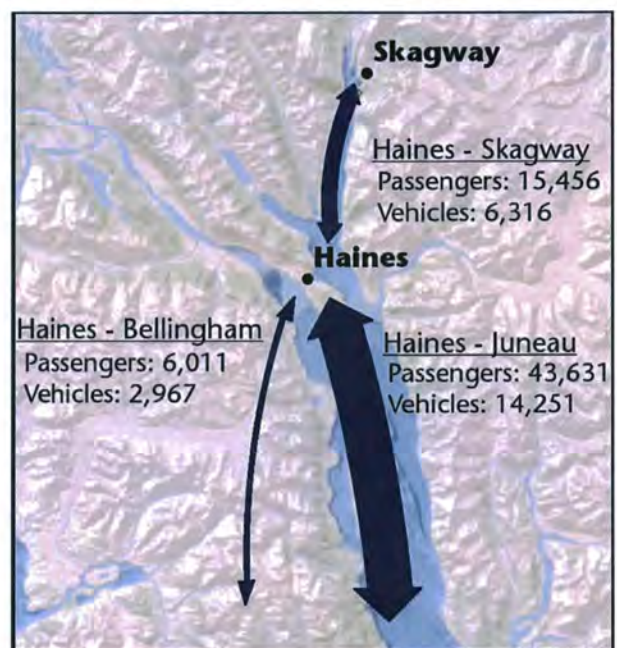 Skagway
Haines - Skagway
Passengers: 15,456
Vehicles: 6,316
Haines
Haines - Bellingham
Passengers: 6,011
Vehicles: 2,967
Haines - Juneau
Passengers: 43,631
Vehicles: 14,251